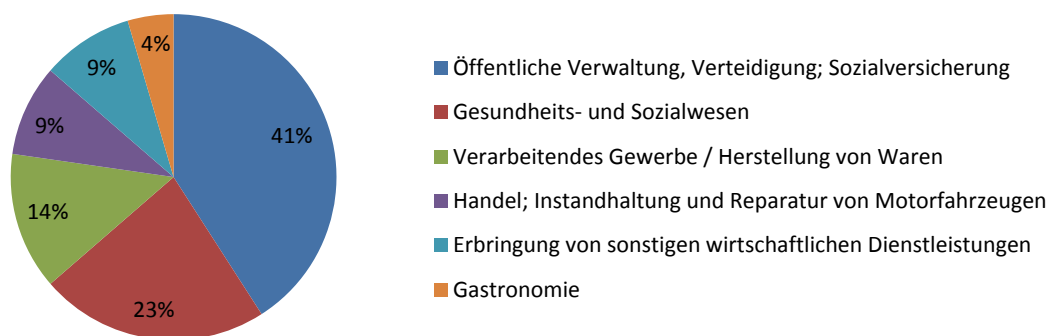 4%
9%
9%
41%
14%
23%
Öffentliche Verwaltung, Verteidigung; Sozialversicherung
Gesundheits- und Sozialwesen
Verarbeitendes Gewerbe / Herstellung von Waren
Handel; Instandhaltung und Reparatur von Motorfahrzeugen
Erbringung von sonstigen wirtschaftlichen Dienstleistungen
Gastronomie